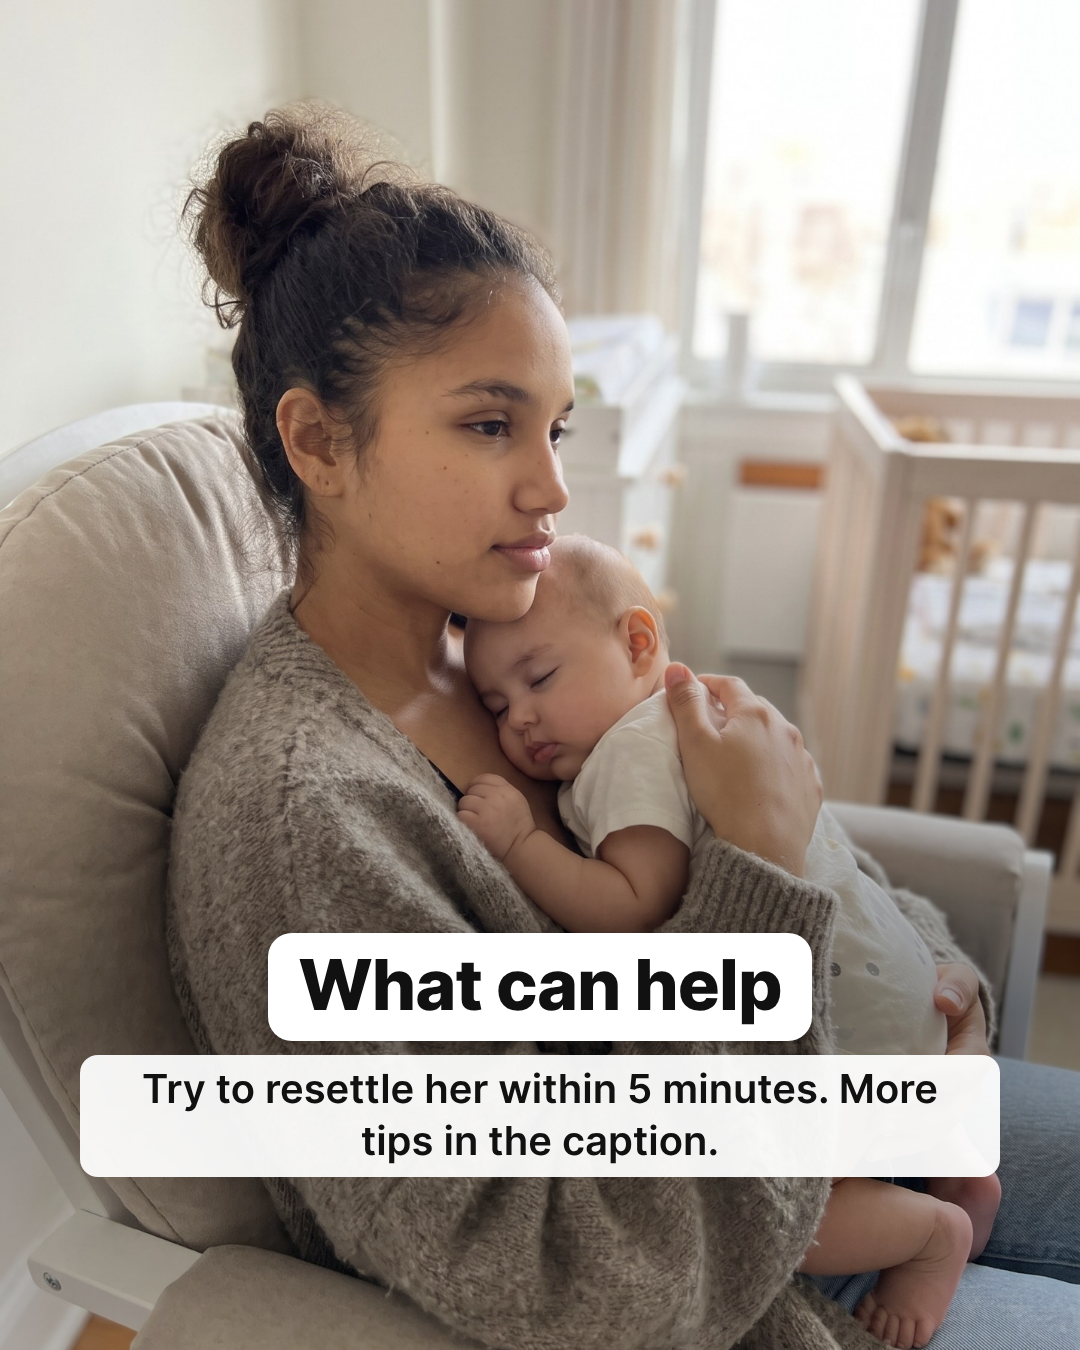 What can help
Try to resettle her within 5 minutes. More
tips in the caption.